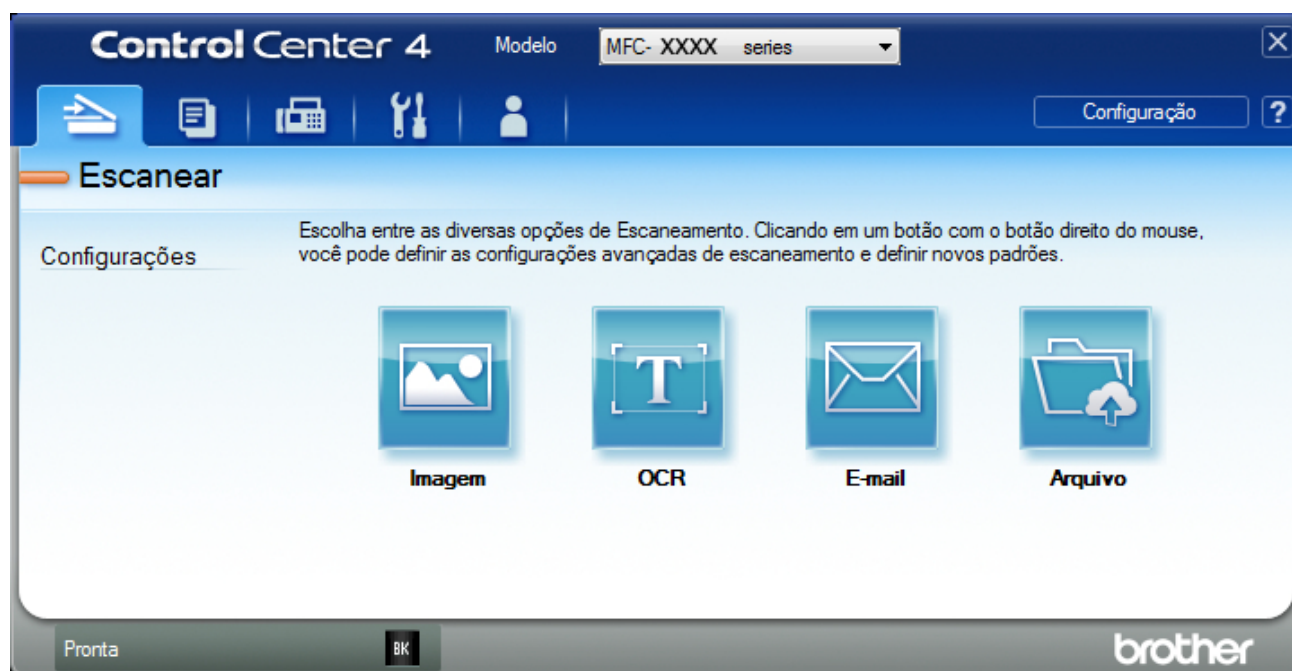 Control Center 4
Modelo
MFC- XXXX series
Configuração
?
Escanear
Configurações
Escolha entre as diversas opções de Escaneamento. Clicando em um botão com o botão direito do mouse,
você pode definir as configurações avançadas de escaneamento e definir novos padrões.
T
Imagem
OCR
E-mail
Arquivo
Pronta
BK
brother